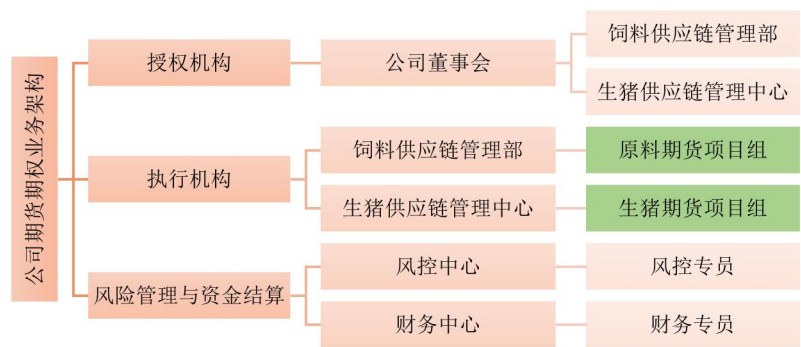 公司期货期权业务架构
授权机构
公司董事会
饲料供应链管理部
生猪供应链管理中心
执行机构
饲料供应链管理部
原料期货项目组
生猪供应链管理中心
生猪期货项目组
风险管理与资金结算
风控中心
风控专员
财务中心
财务专员